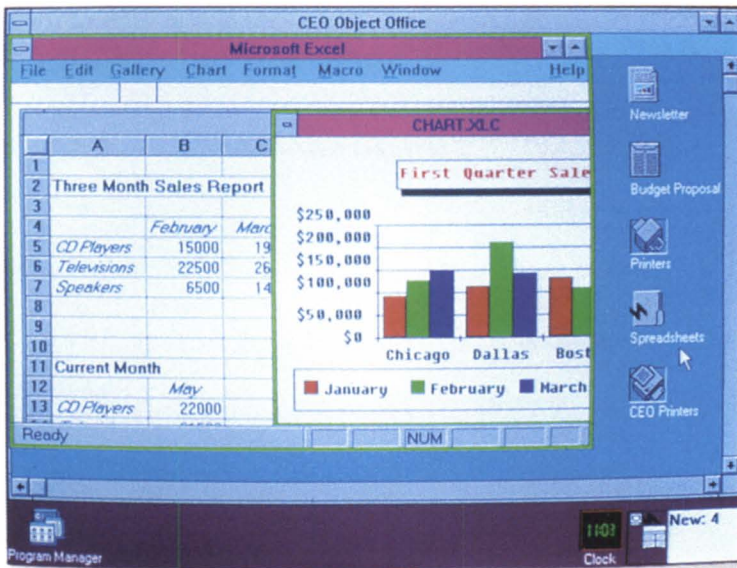 CEO Object Office
Microsoft Excel
File Edit Gallery Chart Format Macro Window Help
A B C
1
2 Three Month Sales Report
3
4 February
5 CD Players 15000 19
6 Televisions 22500 26
7 Speakers 6500 14
8
9
10
11 Current Month
12 May
13 CD Players 22000
Ready NUM
CHART.XLC
First Quarter Sale
$250,000
$200,000
$150,000
$100,000
$50,000
$0
Chicago Dallas Bost
January February March
Newsletter
Budget Proposal
Printers
Spreadsheets
CEO Printers
Program Manager
11:03
Clock
New: 4